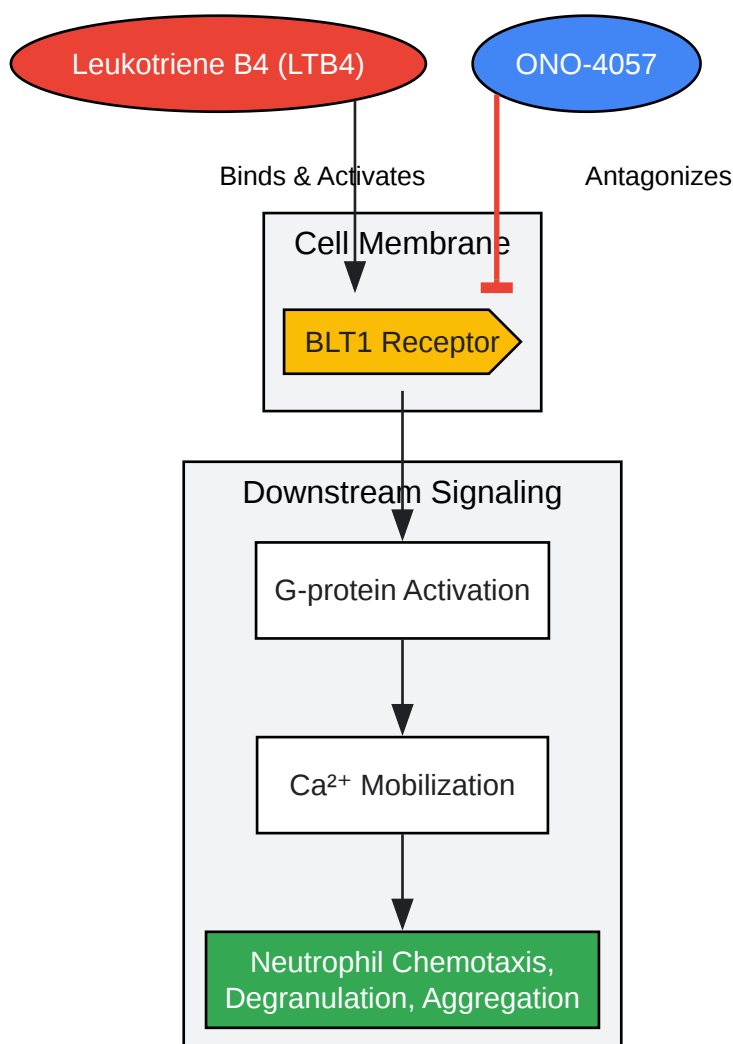 Leukotriene B4 (LTB4)
ONO-4057
Binds & Activates
Antagonizes
Cell Membrane
BLT1 Receptor
Downstream Signaling
G-protein Activation
Ca²⁺ Mobilization
Neutrophil Chemotaxis,
Degranulation, Aggregation